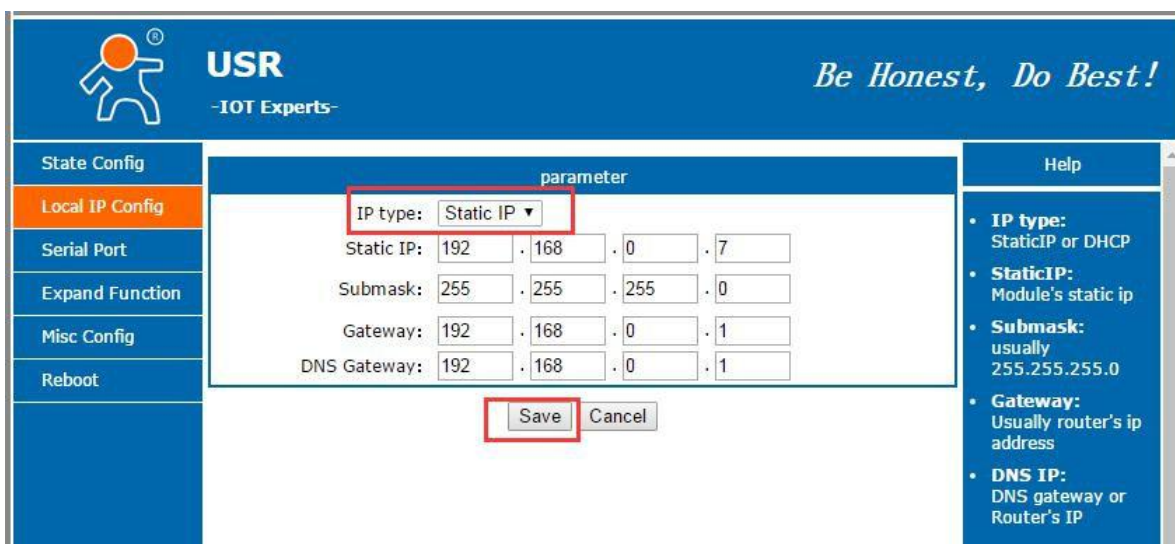 ®
USR
-IOT Experts-
Be Honest, Do Best!
State Config
Local IP Config
Serial Port
Expand Function
Misc Config
Reboot
parameter
IP type: Static IP ▼
Static IP: 192 . 168 . 0 . 7
Submask: 255 . 255 . 255 . 0
Gateway: 192 . 168 . 0 . 1
DNS Gateway: 192 . 168 . 0 . 1
Save Cancel
Help
• IP type:
StaticIP or DHCP
• StaticIP:
Module's static ip
• Submask:
usually
255.255.255.0
• Gateway:
Usually router's ip
address
• DNS IP:
DNS gateway or
Router's IP